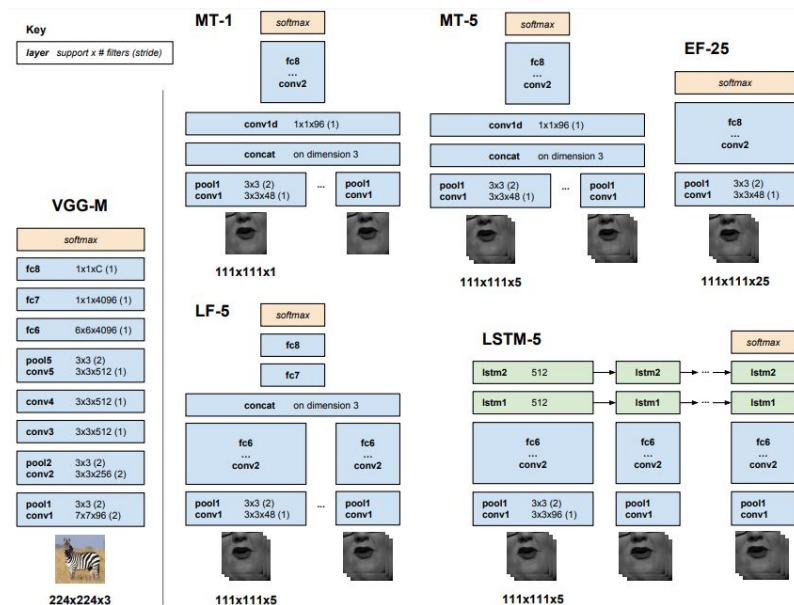 Key
layer support x # filters (stride)
VGG-M
softmax
fc8 1x1xC (1)
fc7 1x1x4096 (1)
fc6 6x6x4096 (1)
pool5 3x3 (2)
conv5 3x3x512 (1)
conv4 3x3x512 (1)
conv3 3x3x512 (1)
pool2 3x3 (2)
conv2 3x3x256 (2)
pool1 3x3 (2)
conv1 7x7x96 (2)
224x224x3
MT-1
softmax
fc8
...
conv2
conv1d 1x1x96 (1)
concat on dimension 3
pool1 3x3 (2) ... pool1
conv1 3x3x48 (1) conv1
111x111x1
MT-5
softmax
fc8
...
conv2
conv1d 1x1x96 (1)
concat on dimension 3
pool1 3x3 (2) ... pool1
conv1 3x3x48 (1) conv1
111x111x5
EF-25
softmax
fc8
...
conv2
pool1 3x3 (2)
conv1 3x3x48 (1)
111x111x25
LF-5
softmax
fc8
fc7
concat on dimension 3
fc6 fc6
... ...
conv2 conv2
pool1 3x3 (2) ... pool1
conv1 3x3x48 (1) conv1
111x111x5
LSTM-5
softmax
lstm2 512 lstm2 ... lstm2
lstm1 512 lstm1 ... lstm1
fc6 fc6 fc6
... ... ...
conv2 conv2 conv2
pool1 3x3 (2) pool1 pool1
conv1 3x3x96 (1) conv1 conv1
111x111x5